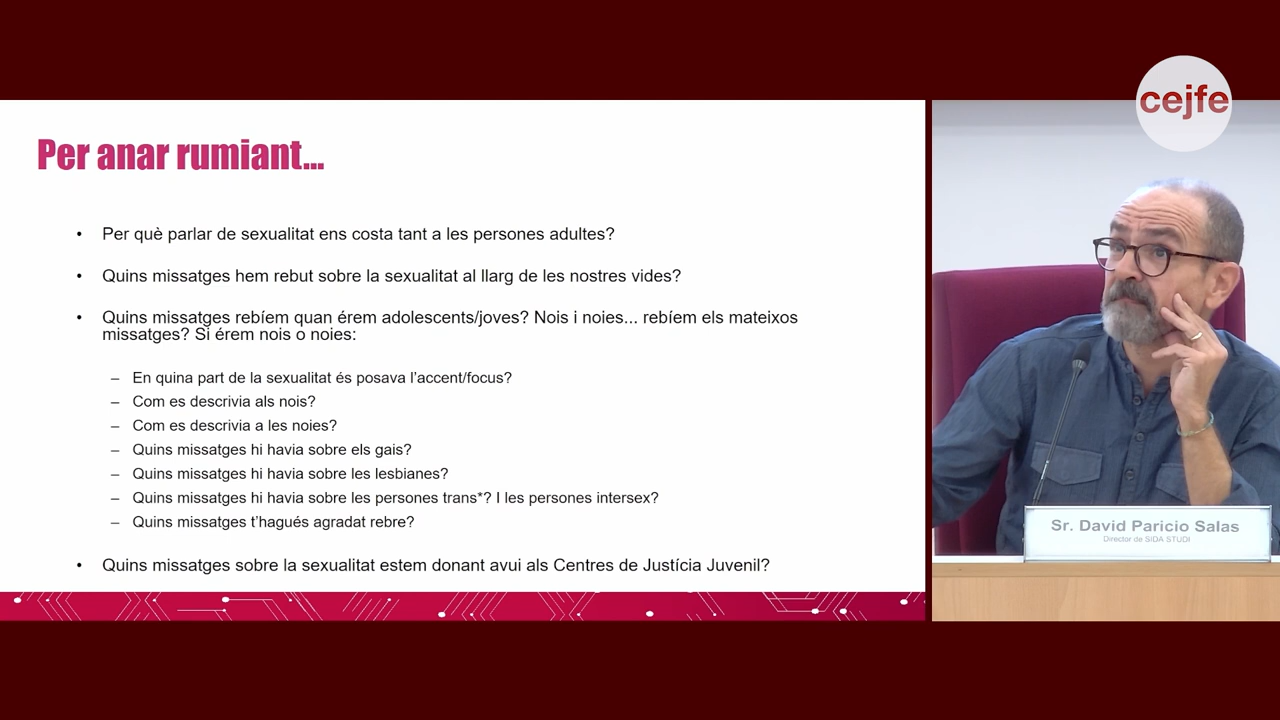 cejfe
Per anar rumiant...
• Per què parlar de sexualitat ens costa tant a les persones adultes?
• Quins missatges hem rebut sobre la sexualitat al llarg de les nostres vides?
• Quins missatges rebíem quan érem adolescents/joves? Nois i noies... rebíem els mateixos
missatges? Si érem nois o noies:
– En quina part de la sexualitat és posava l’accent/focus?
– Com es descrivia als nois?
– Com es descrivia a les noies?
– Quins missatges hi havia sobre els gais?
– Quins missatges hi havia sobre les lesbianes?
– Quins missatges hi havia sobre les persones trans*? I les persones intersex?
– Quins missatges t’hagués agradat rebre?
• Quins missatges sobre la sexualitat estem donant avui als Centres de Justícia Juvenil?
Sr. David Paricio Salas
Director de SIDA STUDI